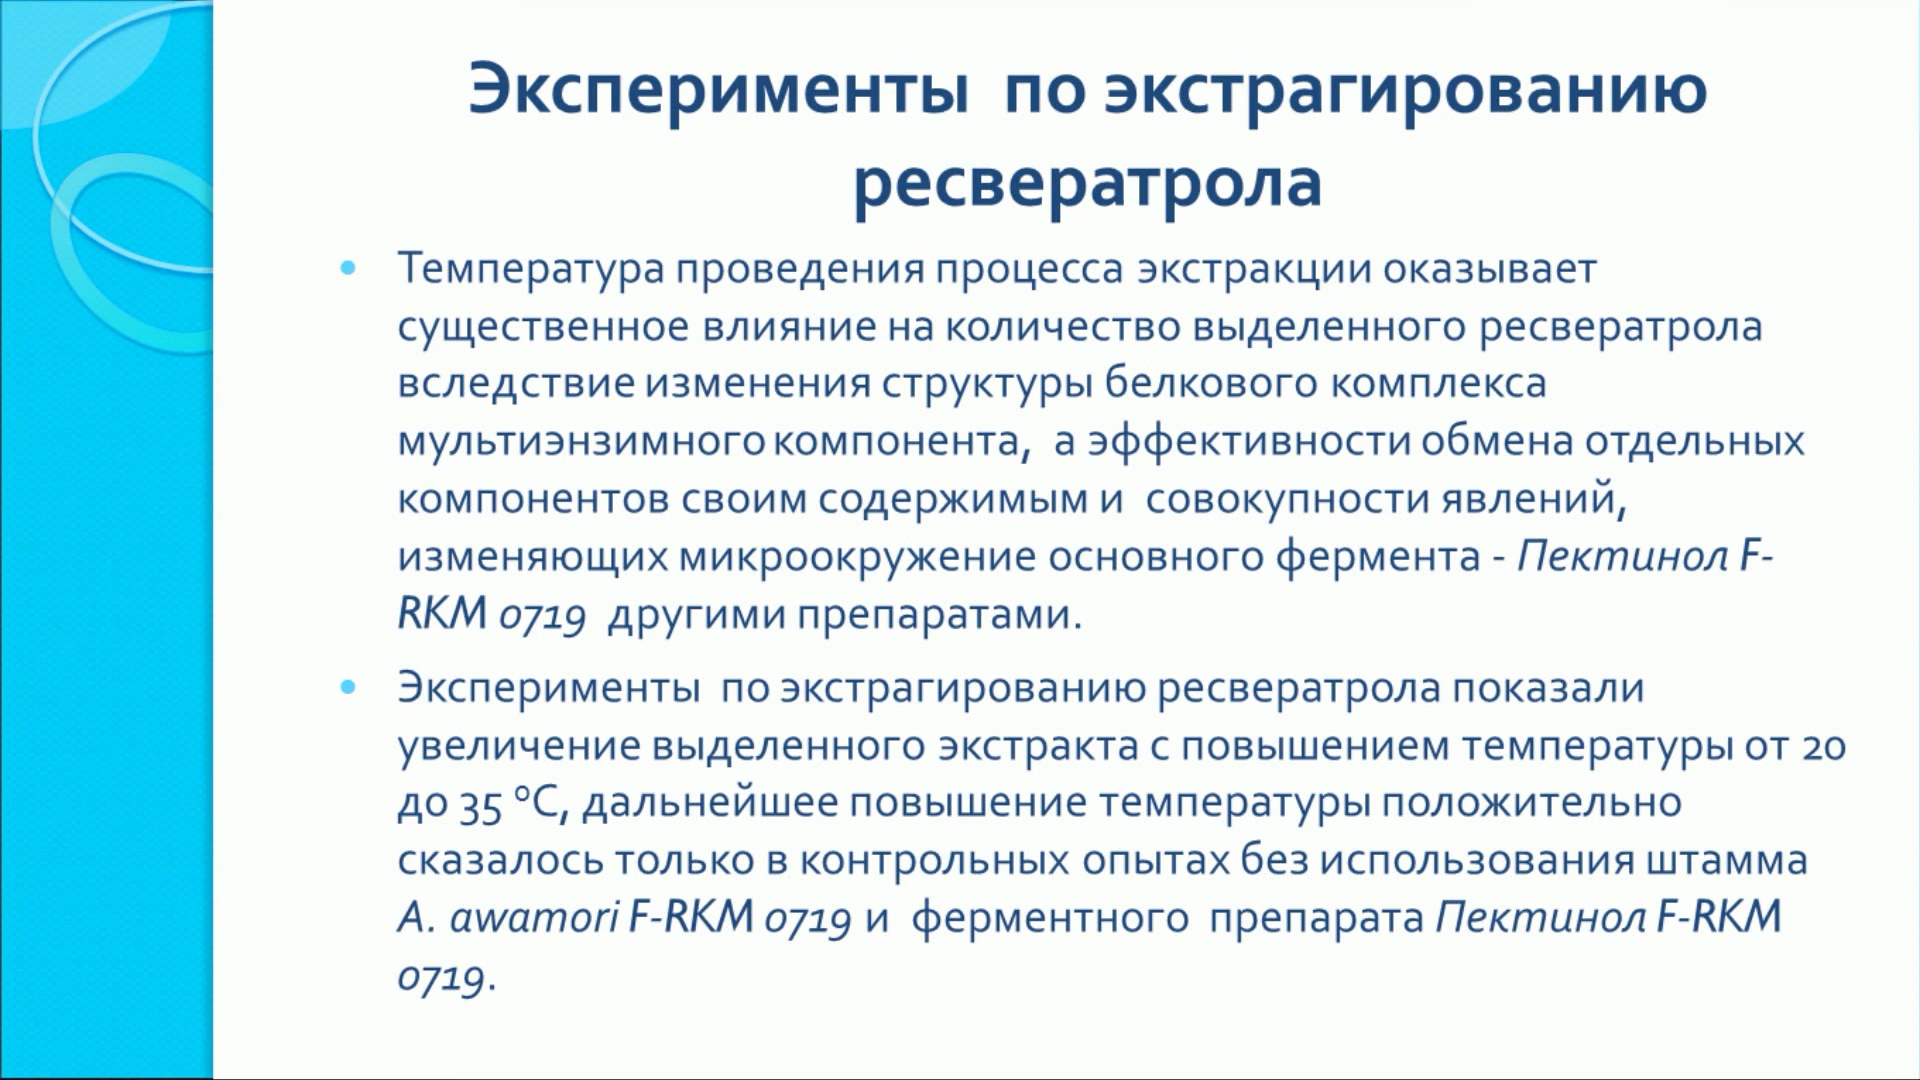 Эксперименты по экстрагированию
ресвератрола
• Температура проведения процесса экстракции оказывает
существенное влияние на количество выделенного ресвератрола
вследствие изменения структуры белкового комплекса
мультиэнзимного компонента, а эффективности обмена отдельных
компонентов своим содержимым и совокупности явлений,
изменяющих микроокружение основного фермента - Пектинол F-
RKM 0719 другими препаратами.
• Эксперименты по экстрагированию ресвератрола показали
увеличение выделенного экстракта с повышением температуры от 20
до 35 ⁰С, дальнейшее повышение температуры положительно
сказалось только в контрольных опытах без использования штамма
A. awamori F-RKM 0719 и ферментного препарата Пектинол F-RKM
0719.